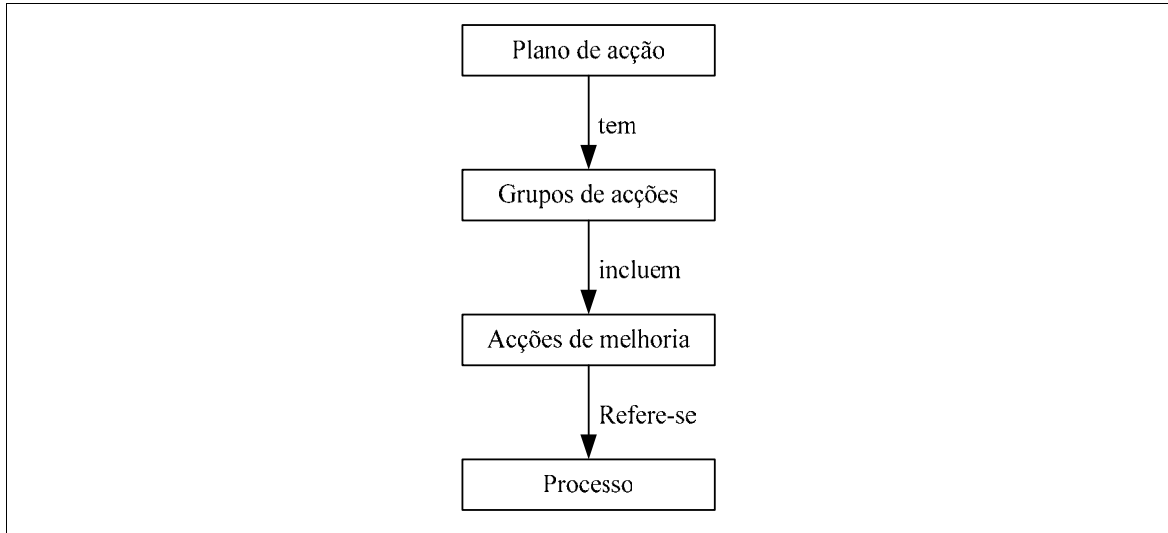 Plano de acção
tem
Grupos de acções
incluem
Acções de melhoria
Refere-se
Processo